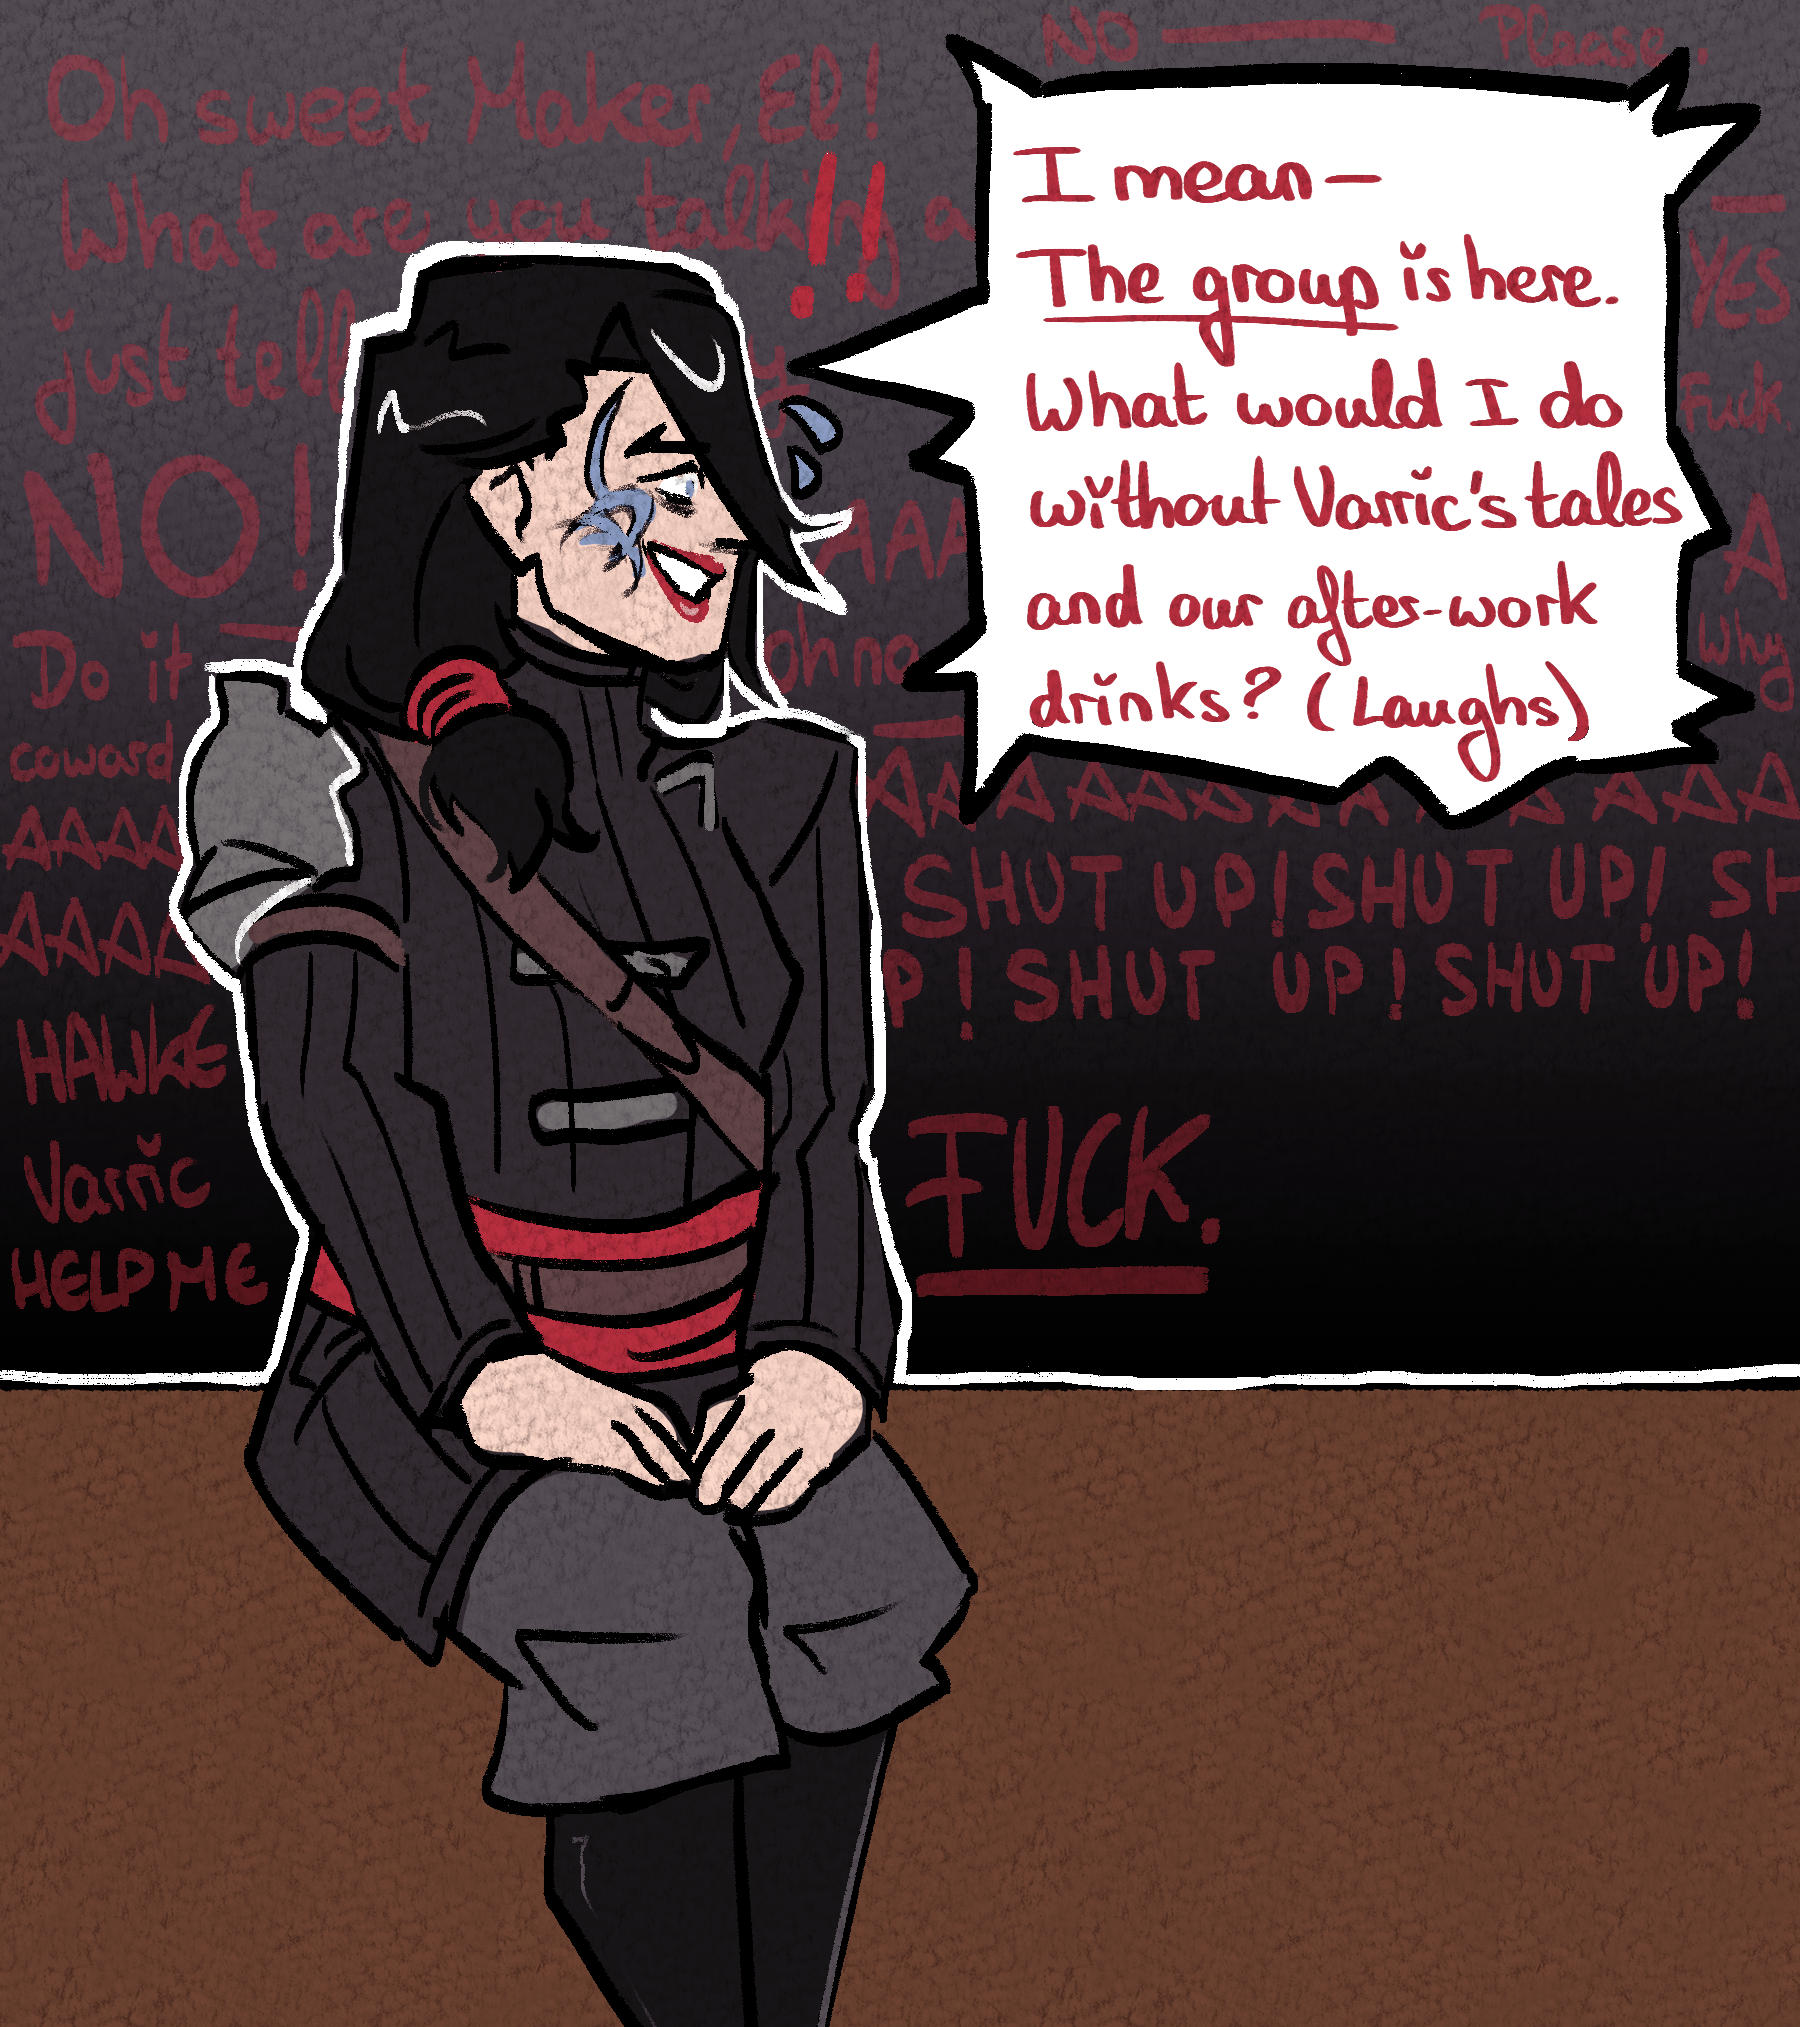 NO — Please.
Oh sweet Maker, El!
What are you talking a
!!
just tell
NO!
Do it —
coward
AAAA
AAAA
HAWKE
Varric
HELP ME
I mean—
The group is here.
What would I do
without Varric's tales
and our after-work
drinks? (Laughs)
—
YES
Fuck.
AAA
A
oh no
Why
—
AAAAAAAAAAAA
SHUT UP! SHUT UP! SH
P! SHUT UP! SHUT UP!
FUCK.